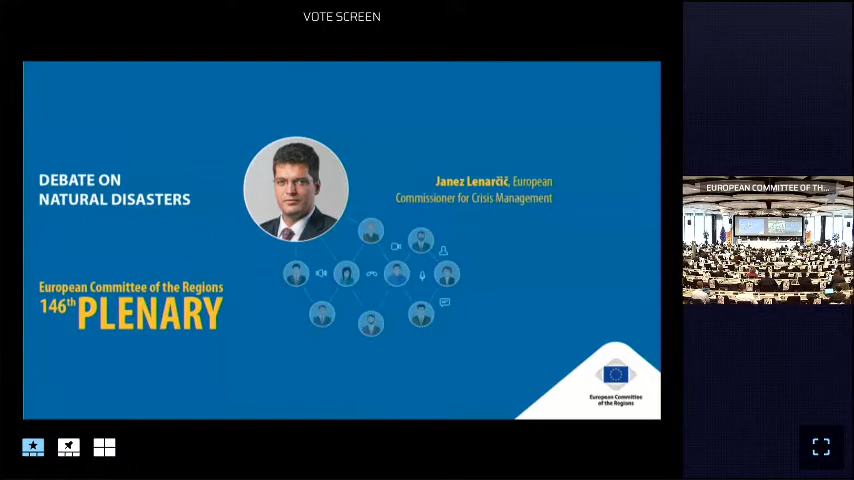 VOTE SCREEN
DEBATE ON
NATURAL DISASTERS
Janez Lenarčič, European
Commissioner for Crisis Management
European Committee of the Regions
146th PLENARY
European Committee
of the Regions
EUROPEAN COMMITTEE OF TH...